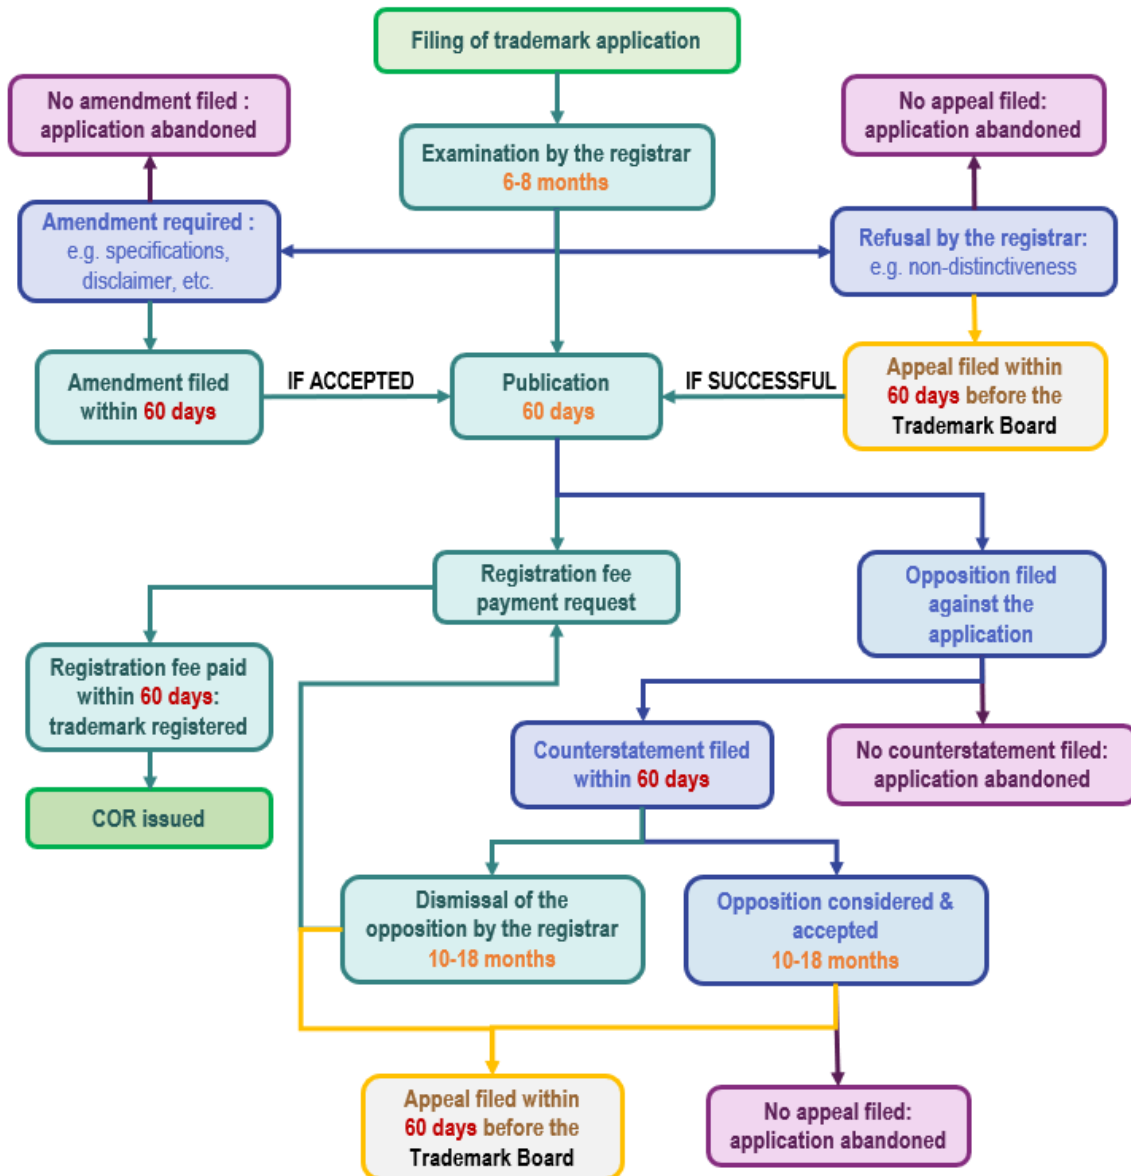 Filing of trademark application
No amendment filed :
application abandoned
No appeal filed:
application abandoned
Examination by the registrar
6-8 months
Amendment required :
e.g. specifications,
disclaimer, etc.
Refusal by the registrar:
e.g. non-distinctiveness
Amendment filed
within 60 days
IF ACCEPTED
Publication
60 days
IF SUCCESSFUL
Appeal filed within
60 days before the
Trademark Board
Registration fee
payment request
Opposition filed
against the
application
Registration fee paid
within 60 days:
trademark registered
Counterstatement filed
within 60 days
No counterstatement filed:
application abandoned
COR issued
Dismissal of the
opposition by the registrar
10-18 months
Opposition considered &
accepted
10-18 months
Appeal filed within
60 days before the
Trademark Board
No appeal filed:
application abandoned